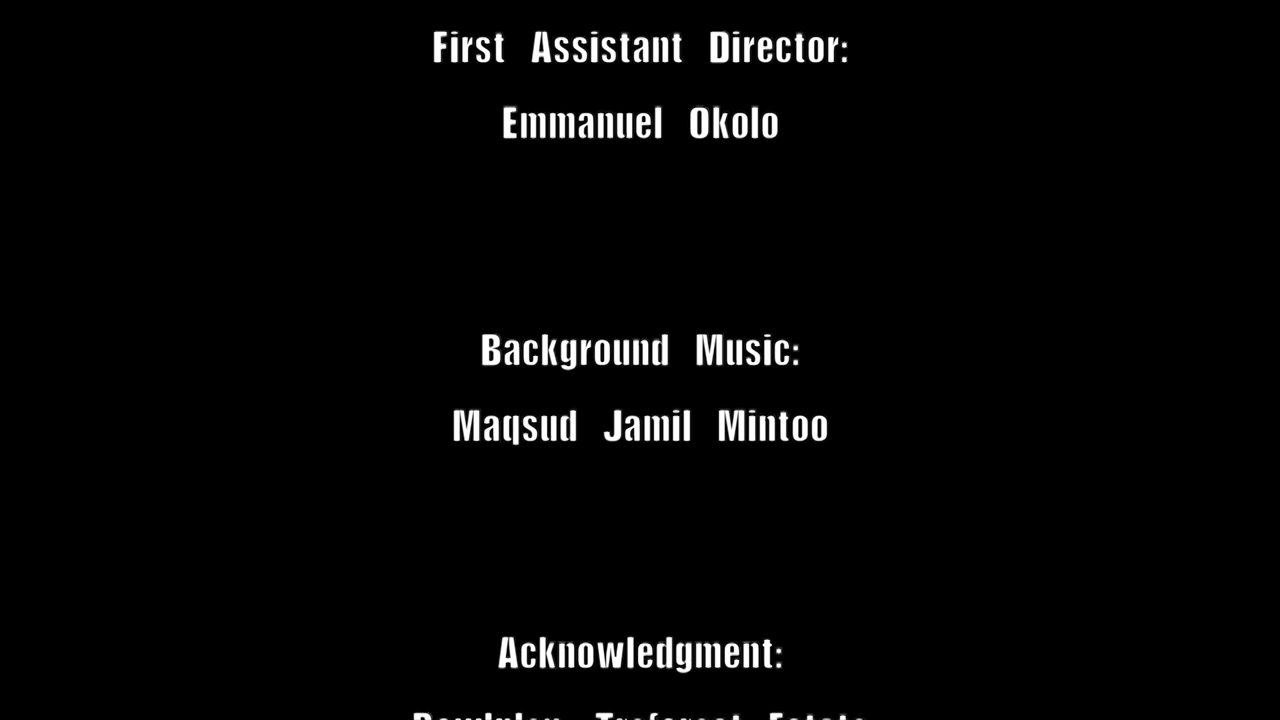 First Assistant Director:
Emmanuel Okolo
Background Music:
Maqsud Jamil Mintoo
Acknowledgment: